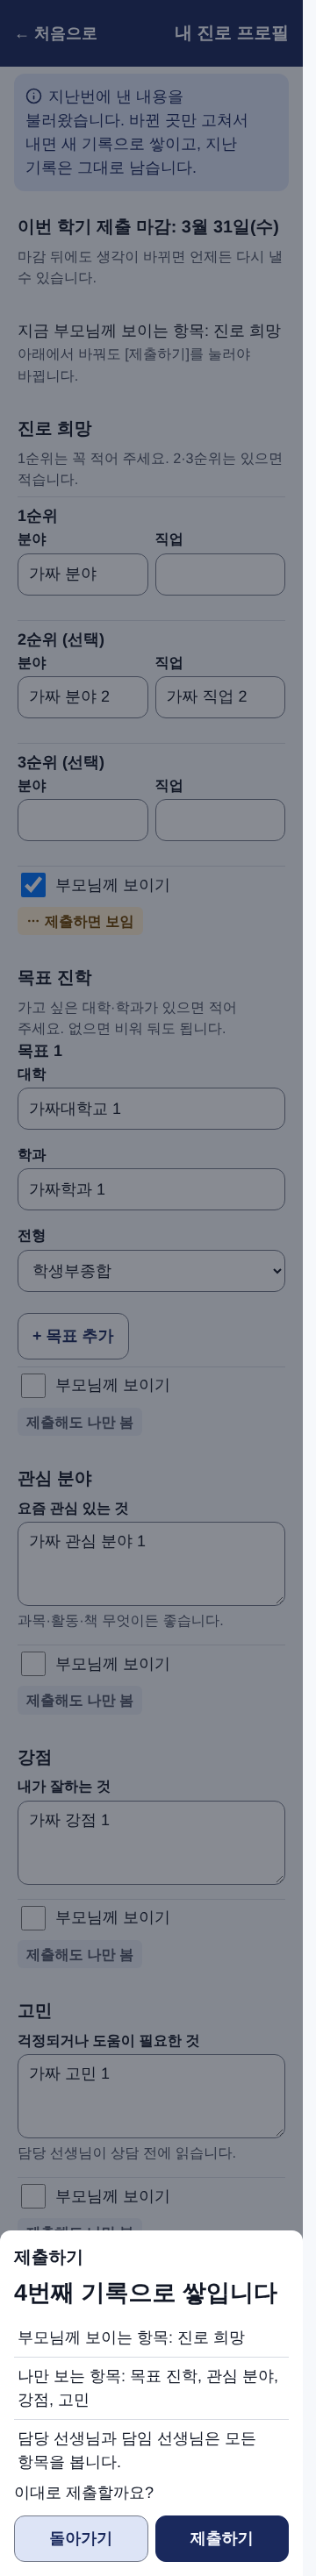 ← 처음으로
내 진로 프로필
지난번에 낸 내용을
불러왔습니다. 바뀐 곳만 고쳐서
내면 새 기록으로 쌓이고, 지난
기록은 그대로 남습니다.
이번 학기 제출 마감: 3월 31일(수)
마감 뒤에도 생각이 바뀌면 언제든 다시 낼
수 있습니다.
지금 부모님께 보이는 항목: 진로 희망
아래에서 바꿔도 [제출하기]를 눌러야
바뀝니다.
진로 희망
1순위는 꼭 적어 주세요. 2·3순위는 있으면
적습니다.
1순위
분야 직업
가짜 분야
2순위 (선택)
분야 직업
가짜 분야 2 가짜 직업 2
3순위 (선택)
분야 직업
부모님께 보이기
··· 제출하면 보임
목표 진학
가고 싶은 대학·학과가 있으면 적어
주세요. 없으면 비워 둬도 됩니다.
목표 1
대학
가짜대학교 1
학과
가짜학과 1
전형
학생부종합
+ 목표 추가
부모님께 보이기
제출해도 나만 봄
관심 분야
요즘 관심 있는 것
가짜 관심 분야 1
과목·활동·책 무엇이든 좋습니다.
부모님께 보이기
제출해도 나만 봄
강점
내가 잘하는 것
가짜 강점 1
부모님께 보이기
제출해도 나만 봄
고민
걱정되거나 도움이 필요한 것
가짜 고민 1
담당 선생님이 상담 전에 읽습니다.
부모님께 보이기
제출하기
4번째 기록으로 쌓입니다
부모님께 보이는 항목: 진로 희망
나만 보는 항목: 목표 진학, 관심 분야,
강점, 고민
담당 선생님과 담임 선생님은 모든
항목을 봅니다.
이대로 제출할까요?
돌아가기 제출하기